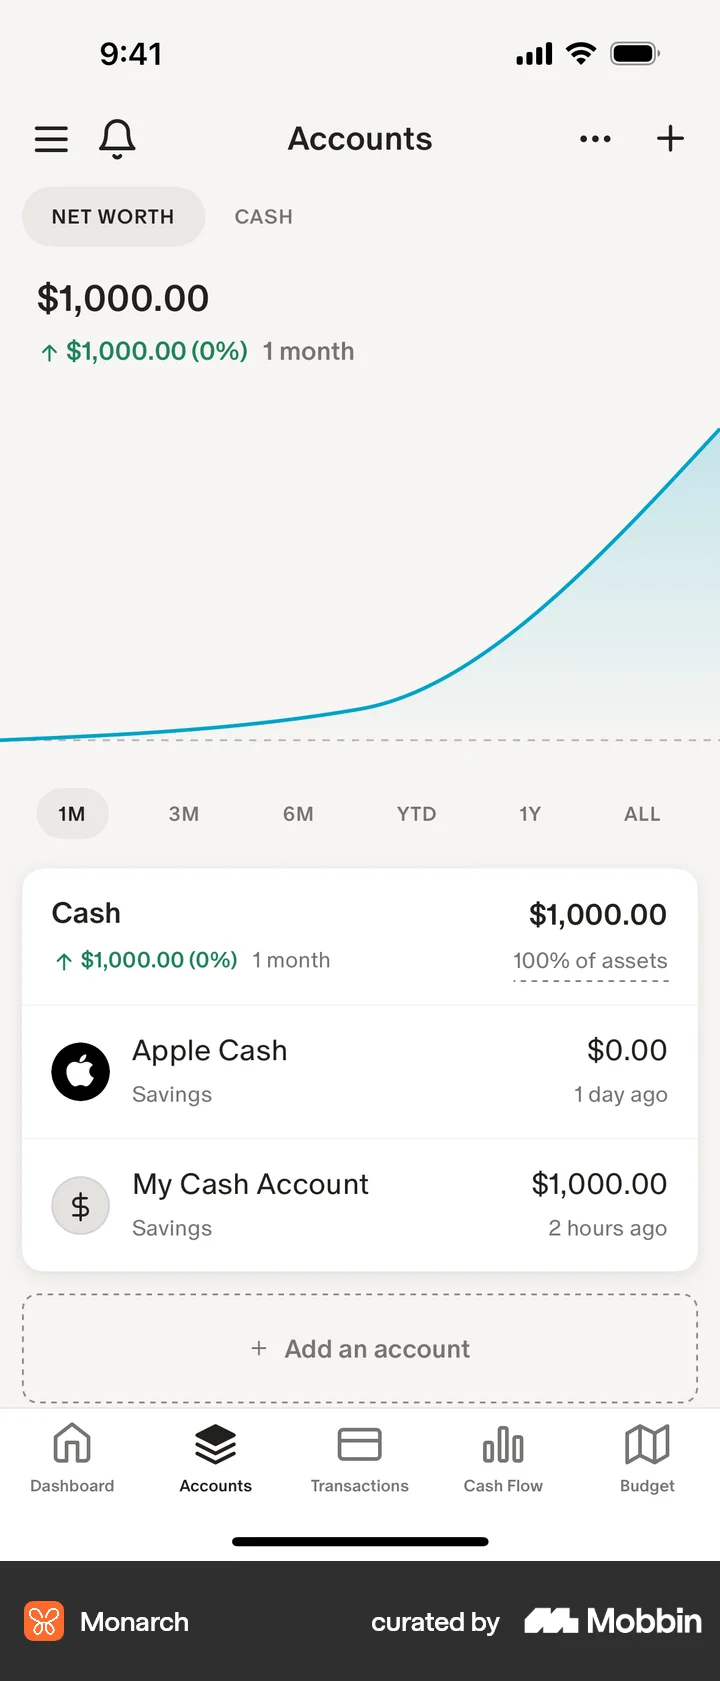 9:41
Accounts
NET WORTH CASH
$1,000.00
↑ $1,000.00 (0%) 1 month
1M 3M 6M YTD 1Y ALL
Cash $1,000.00
↑ $1,000.00 (0%) 1 month 100% of assets
Apple Cash $0.00
Savings 1 day ago
$ My Cash Account $1,000.00
Savings 2 hours ago
+ Add an account
Dashboard Accounts Transactions Cash Flow Budget
Monarch curated by Mobbin